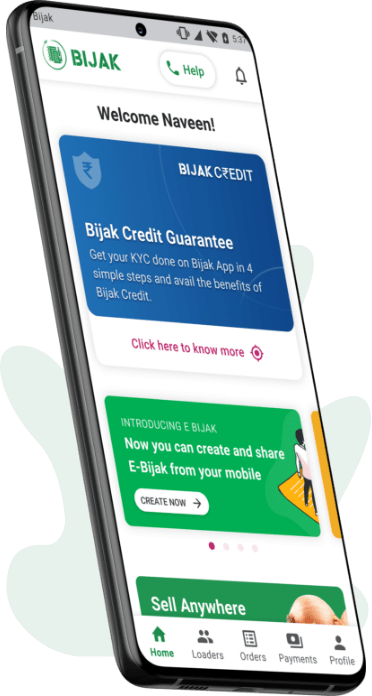 Bijak
5:37
BIJAK
Help
Welcome Naveen!
BIJAK C₹EDIT
₹
Bijak Credit Guarantee
Get your KYC done on Bijak App in 4
simple steps and avail the benefits of
Bijak Credit.
Click here to know more
INTRODUCING E BIJAK
Now you can create and share
E-Bijak from your mobile
CREATE NOW
Sell Anywhere
Home
Loaders
Orders
Payments
Profile